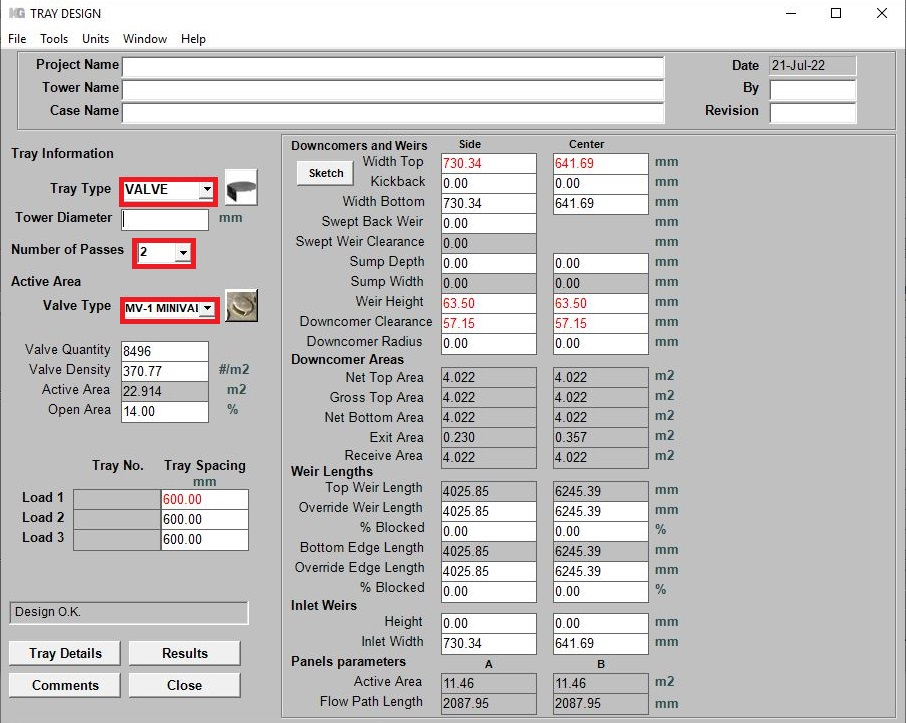 KG TRAY DESIGN
File Tools Units Window Help
Project Name
Tower Name
Case Name
Date 21-Jul-22
By
Revision
Tray Information
Tray Type VALVE
Tower Diameter mm
Number of Passes 2
Active Area
Valve Type MV-1 MINIVAL
Valve Quantity 8496
Valve Density 370.77 #/m2
Active Area 22.914 m2
Open Area 14.00 %
Tray No. Tray Spacing
mm
Load 1 600.00
Load 2 600.00
Load 3 600.00
Design O.K.
Tray Details Results
Comments Close
Downcomers and Weirs Side Center
Sketch
Width Top 730.34 641.69 mm
Kickback 0.00 0.00 mm
Width Bottom 730.34 641.69 mm
Swept Back Weir 0.00 mm
Swept Weir Clearance 0.00 mm
Sump Depth 0.00 0.00 mm
Sump Width 0.00 0.00 mm
Weir Height 63.50 63.50 mm
Downcomer Clearance 57.15 57.15 mm
Downcomer Radius 0.00 0.00 mm
Downcomer Areas
Net Top Area 4.022 4.022 m2
Gross Top Area 4.022 4.022 m2
Net Bottom Area 4.022 4.022 m2
Exit Area 0.230 0.357 m2
Receive Area 4.022 4.022 m2
Weir Lengths
Top Weir Length 4025.85 6245.39 mm
Override Weir Length 4025.85 6245.39 mm
% Blocked 0.00 0.00 %
Bottom Edge Length 4025.85 6245.39 mm
Override Edge Length 4025.85 6245.39 mm
% Blocked 0.00 0.00 %
Inlet Weirs
Height 0.00 0.00 mm
Inlet Width 730.34 641.69 mm
Panels parameters A B
Active Area 11.46 11.46 m2
Flow Path Length 2087.95 2087.95 mm